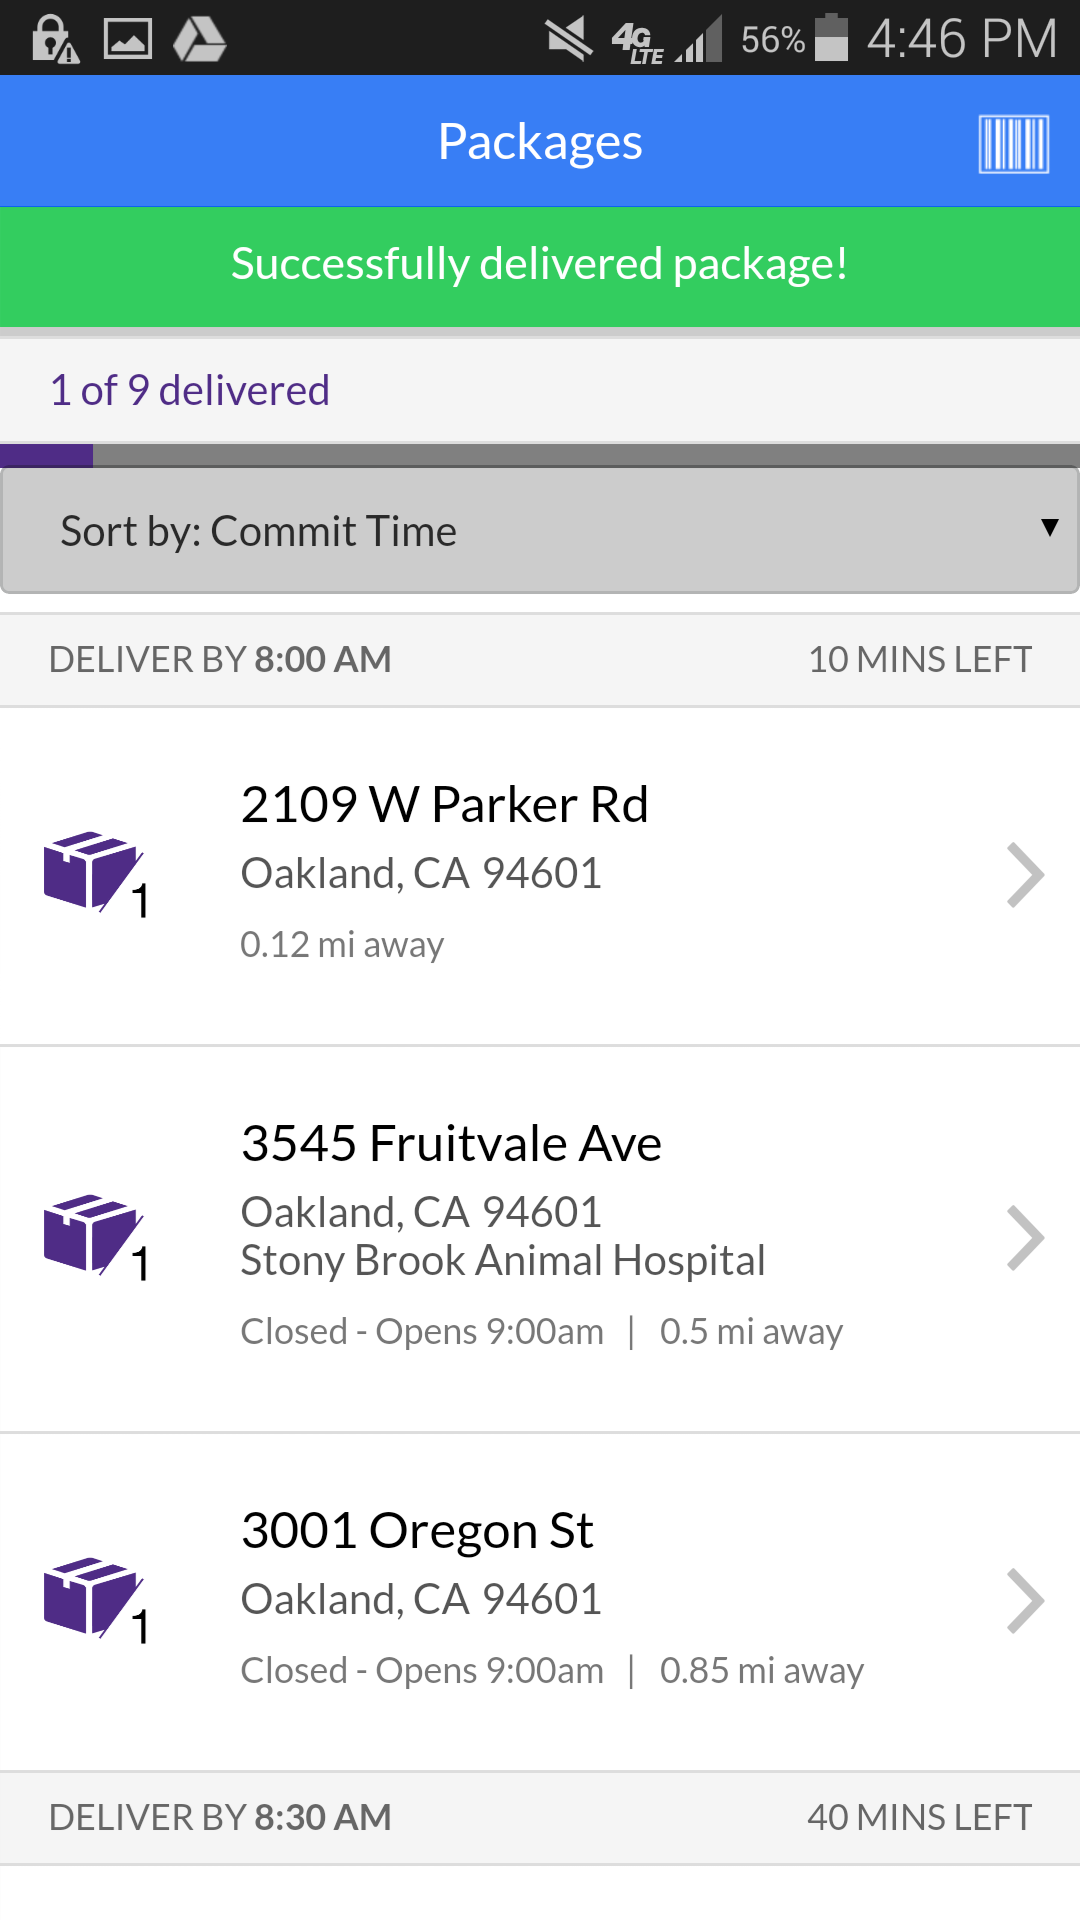 4G LTE 56% 4:46 PM
Packages
Successfully delivered package!
1 of 9 delivered
Sort by: Commit Time
DELIVER BY 8:00 AM 10 MINS LEFT
2109 W Parker Rd
Oakland, CA 94601
1
0.12 mi away
3545 Fruitvale Ave
Oakland, CA 94601
Stony Brook Animal Hospital
1
Closed - Opens 9:00am | 0.5 mi away
3001 Oregon St
Oakland, CA 94601
1
Closed - Opens 9:00am | 0.85 mi away
DELIVER BY 8:30 AM 40 MINS LEFT